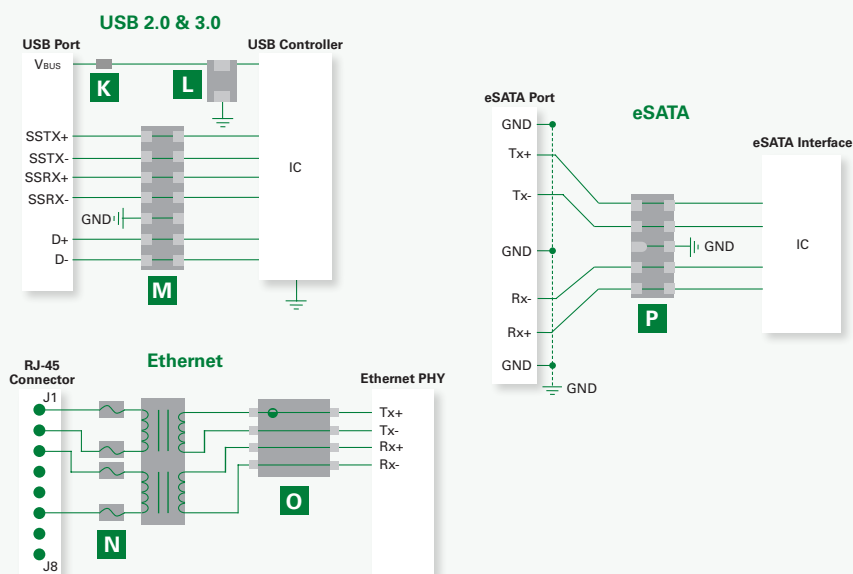 USB 2.0 & 3.0
USB Port
USB Controller
VBUS
K
L
SSTX+
SSTX-
SSRX+
SSRX-
GND
D+
D-
IC
M
eSATA
eSATA Port
eSATA Interface
GND
Tx+
Tx-
GND
Rx-
Rx+
GND
GND
GND
IC
P
Ethernet
RJ-45
Connector
Ethernet PHY
J1
J8
Tx+
Tx-
Rx+
Rx-
N
O